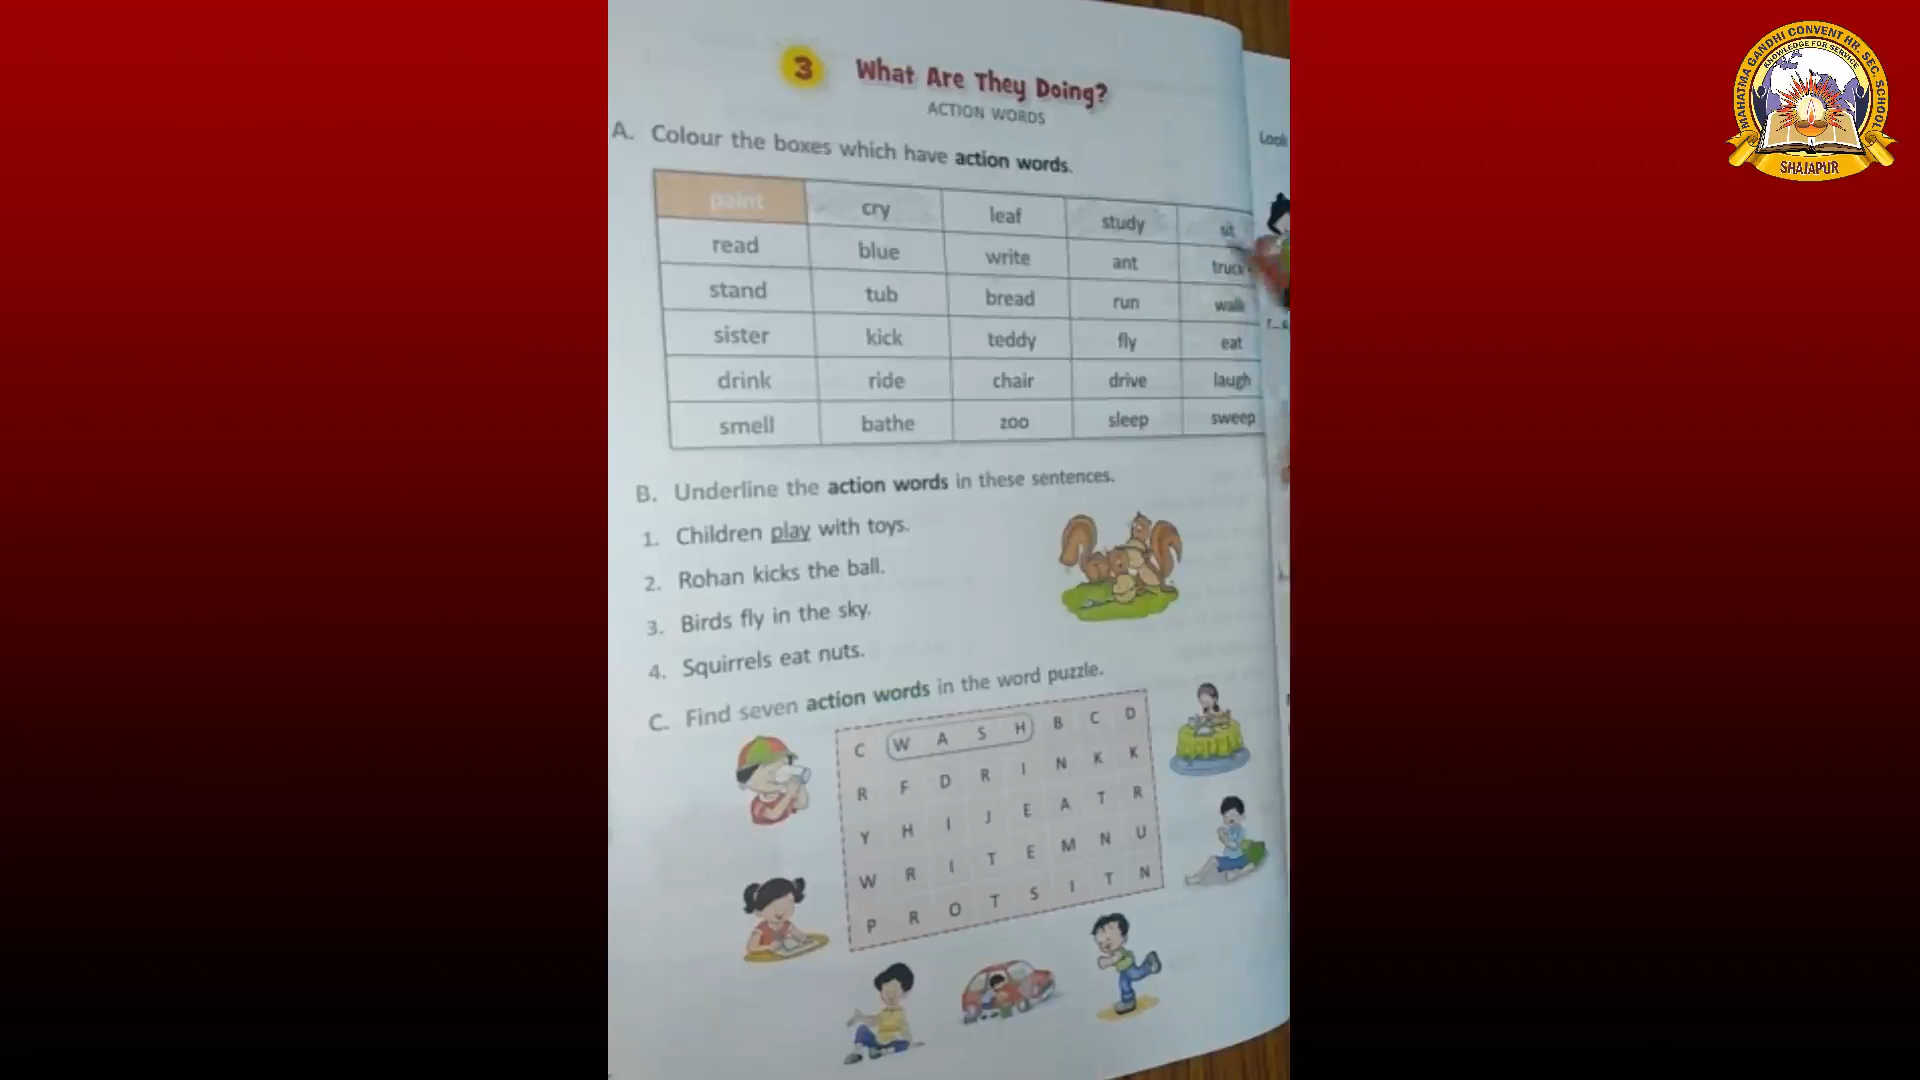 3 What Are They Doing?
ACTION WORDS
A. Colour the boxes which have action words.
paint cry leaf study sit
read blue write ant truck
stand tub bread run walk
sister kick teddy fly eat
drink ride chair drive laugh
smell bathe zoo sleep sweep
B. Underline the action words in these sentences.
1. Children play with toys.
2. Rohan kicks the ball.
3. Birds fly in the sky.
4. Squirrels eat nuts.
C. Find seven action words in the word puzzle.
C W A S H B C D
R F D R I N K K
Y H I J E A T R
W R I T E M N U
P R O T S I T N
Look
MAHATMA GANDHI CONVENT HR. SEC. SCHOOL
KNOWLEDGE FOR SERVICE
SHAJAPUR